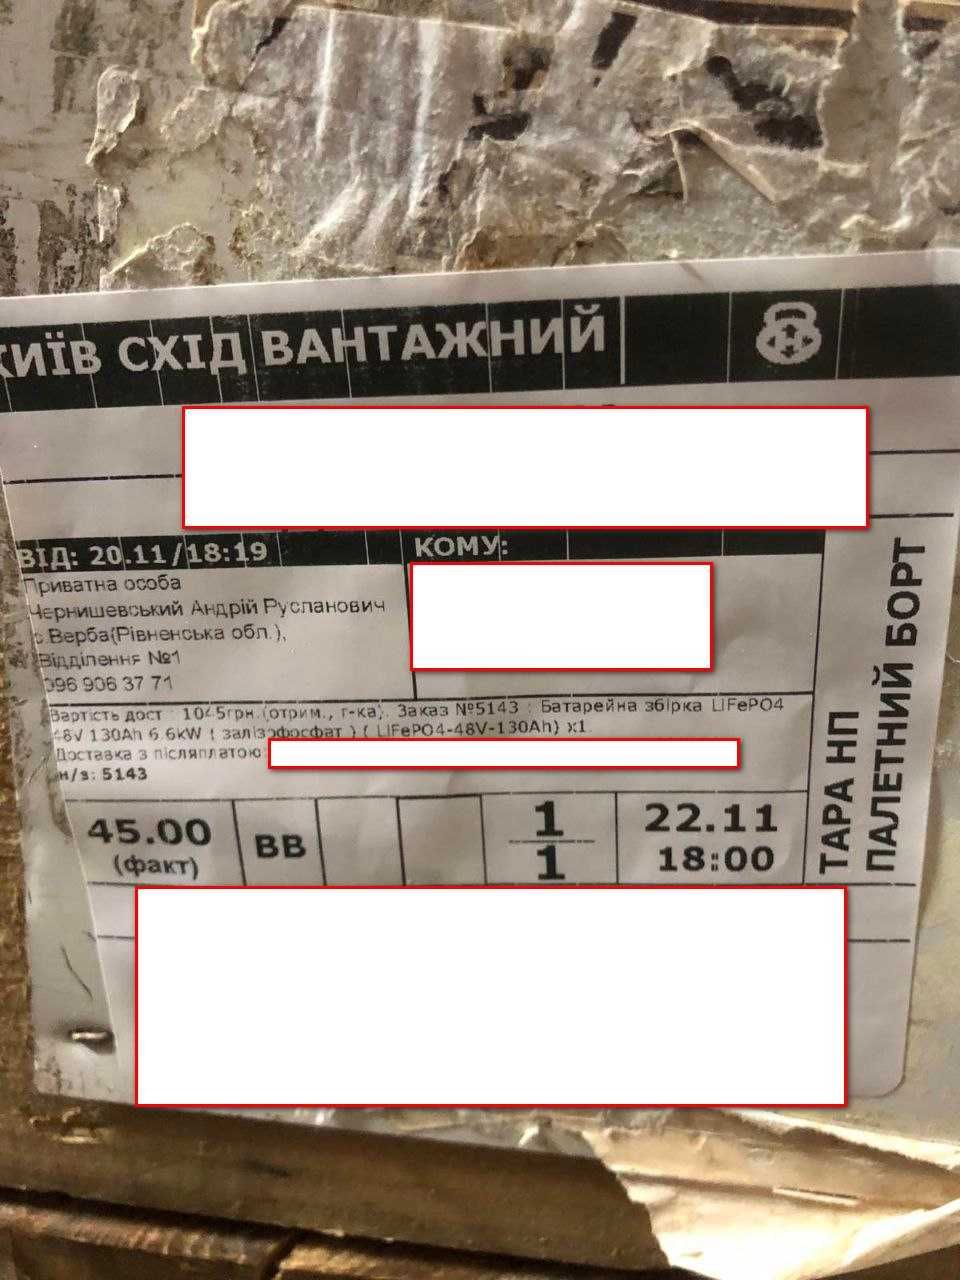 КИЇВ СХІД ВАНТАЖНИЙ
ВІД: 20.11/18:19
Приватна особа
Чернишевський Андрій Русланович
с.Верба(Рівненська обл.),
Відділення №1
096 906 37 71
КОМУ:
Вартість дост : 1045грн.(отрим., г-ка). Заказ №5143 : Батарейна збірка LiFePO4
48V 130Ah 6.6kW ( залізофосфат ) ( LiFePO4-48V-130Ah) x1.
Доставка з післяплатою:
н/з: 5143
45.00
(факт)
ВВ
1
1
22.11
18:00
ТАРА НП
ПАЛЕТНИЙ БОРТ